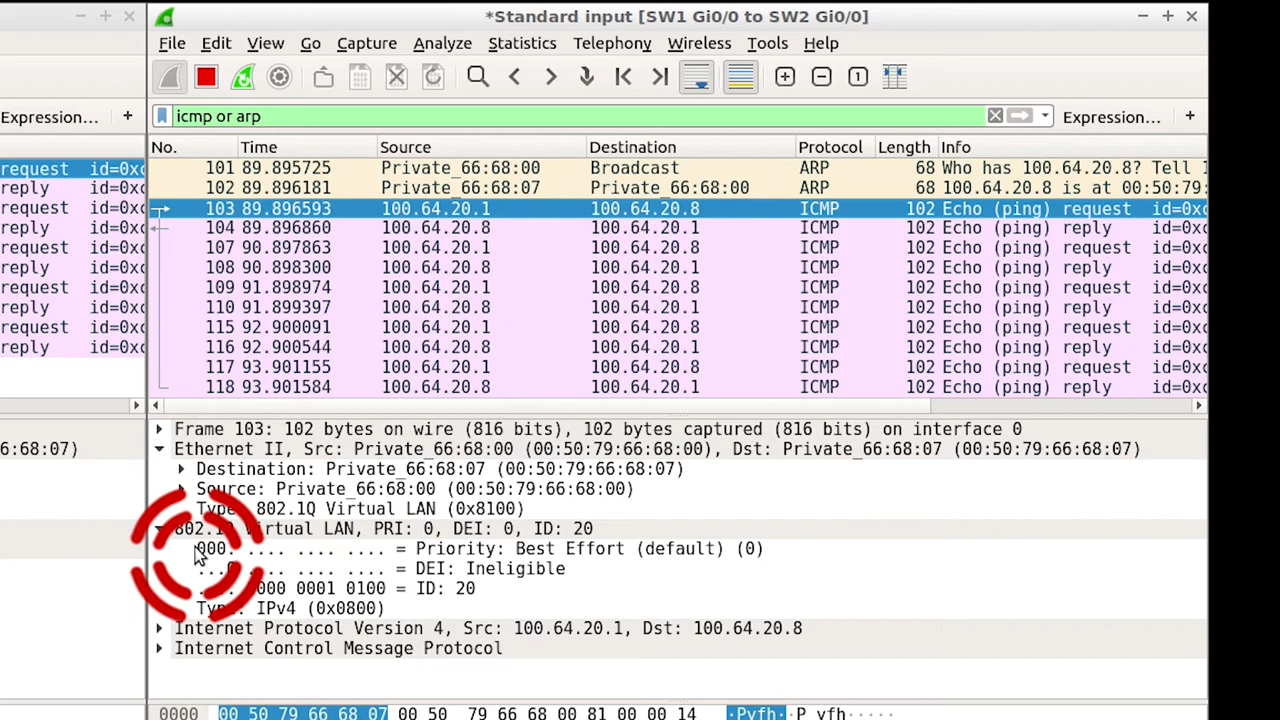 *Standard input [SW1 Gi0/0 to SW2 Gi0/0]
File Edit View Go Capture Analyze Statistics Telephony Wireless Tools Help
Expression... +
icmp or arp
Expression... +
No. Time Source Destination Protocol Length Info
101 89.895725 Private_66:68:00 Broadcast ARP 68 Who has 100.64.20.8? Tell 1
102 89.896181 Private_66:68:07 Private_66:68:00 ARP 68 100.64.20.8 is at 00:50:79:
103 89.896593 100.64.20.1 100.64.20.8 ICMP 102 Echo (ping) request id=0xc
104 89.896860 100.64.20.8 100.64.20.1 ICMP 102 Echo (ping) reply id=0xc
107 90.897863 100.64.20.1 100.64.20.8 ICMP 102 Echo (ping) request id=0xc
108 90.898300 100.64.20.8 100.64.20.1 ICMP 102 Echo (ping) reply id=0xc
109 91.898974 100.64.20.1 100.64.20.8 ICMP 102 Echo (ping) request id=0xc
110 91.899397 100.64.20.8 100.64.20.1 ICMP 102 Echo (ping) reply id=0xc
115 92.900091 100.64.20.1 100.64.20.8 ICMP 102 Echo (ping) request id=0xc
116 92.900544 100.64.20.8 100.64.20.1 ICMP 102 Echo (ping) reply id=0xc
117 93.901155 100.64.20.1 100.64.20.8 ICMP 102 Echo (ping) request id=0xc
118 93.901584 100.64.20.8 100.64.20.1 ICMP 102 Echo (ping) reply id=0xc
request id=0xc
reply id=0xc
request id=0xc
reply id=0xc
request id=0xc
reply id=0xc
request id=0xc
reply id=0xc
request id=0xc
reply id=0xc
6:68:07)
Frame 103: 102 bytes on wire (816 bits), 102 bytes captured (816 bits) on interface 0
Ethernet II, Src: Private_66:68:00 (00:50:79:66:68:00), Dst: Private_66:68:07 (00:50:79:66:68:07)
Destination: Private_66:68:07 (00:50:79:66:68:07)
Source: Private_66:68:00 (00:50:79:66:68:00)
Type: 802.1Q Virtual LAN (0x8100)
802.1Q Virtual LAN, PRI: 0, DEI: 0, ID: 20
000. .... .... .... = Priority: Best Effort (default) (0)
...0 .... .... .... = DEI: Ineligible
.... 0000 0001 0100 = ID: 20
Type: IPv4 (0x0800)
Internet Protocol Version 4, Src: 100.64.20.1, Dst: 100.64.20.8
Internet Control Message Protocol
0000 00 50 79 66 68 07 00 50 79 66 68 00 81 00 00 14 ·Pyfh·P yfh·····